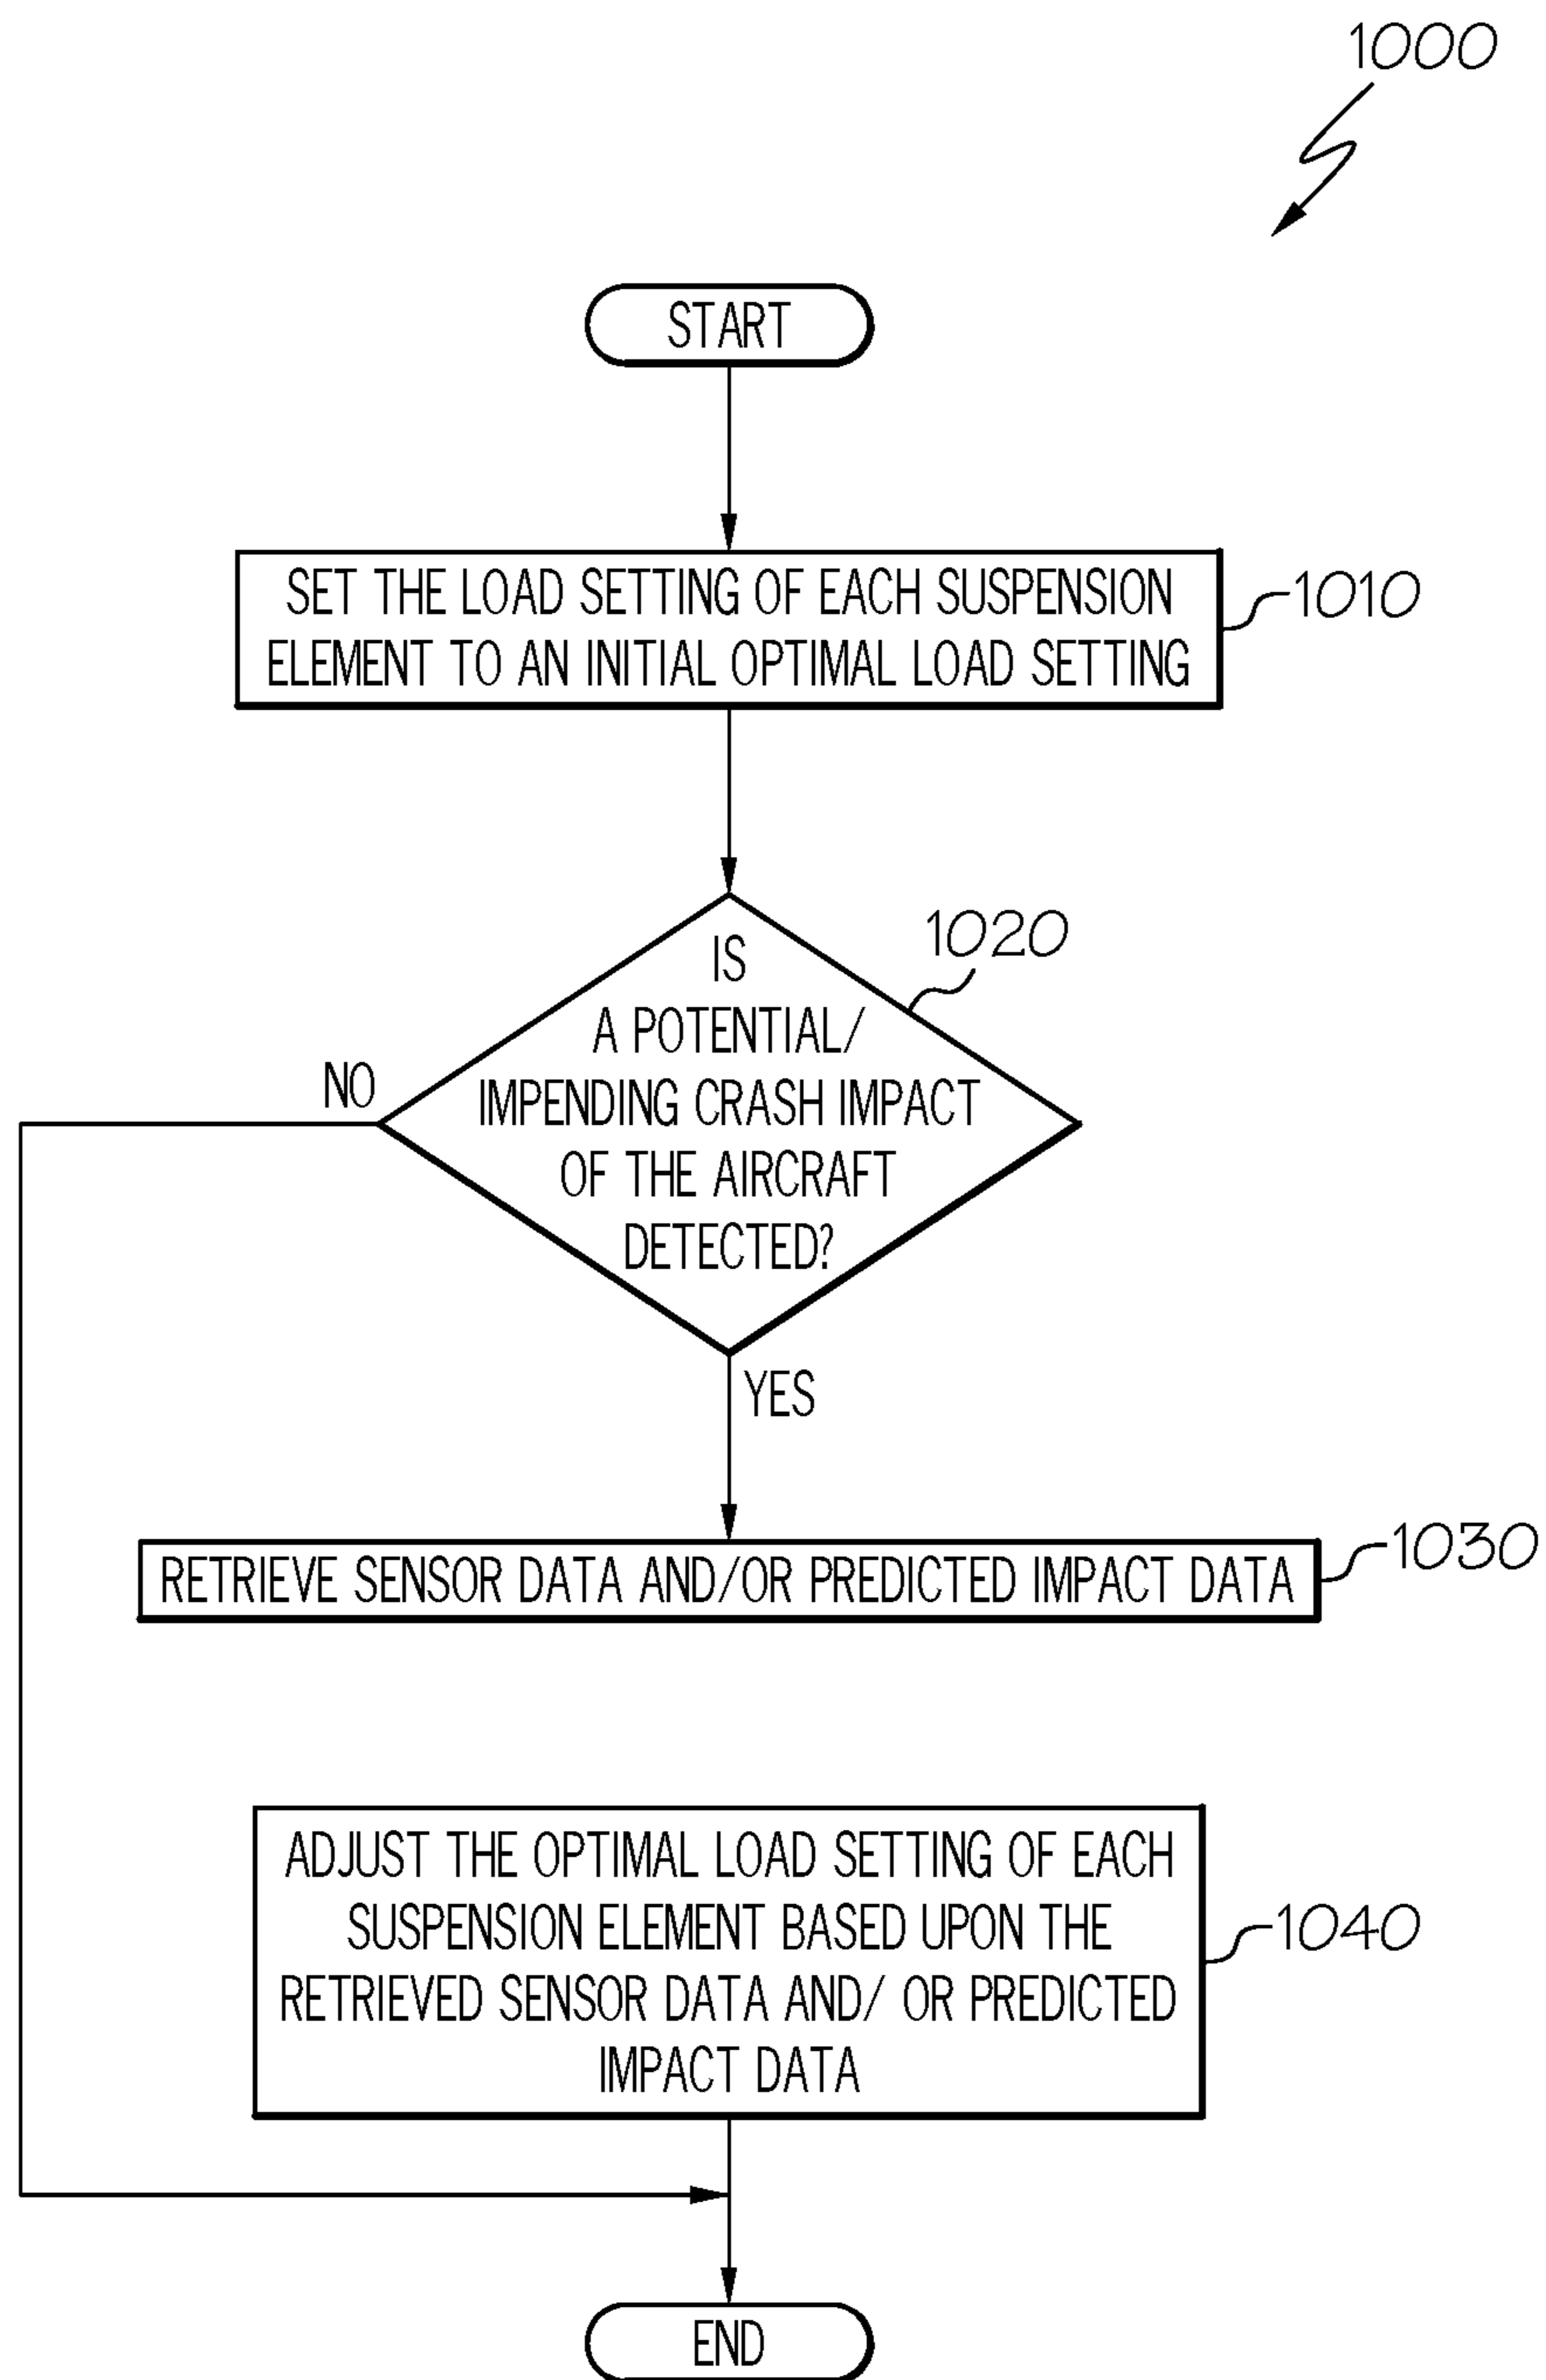 1000
START
SET THE LOAD SETTING OF EACH SUSPENSION
ELEMENT TO AN INITIAL OPTIMAL LOAD SETTING
1010
1020
IS
A POTENTIAL/
IMPENDING CRASH IMPACT
OF THE AIRCRAFT
DETECTED?
NO
YES
RETRIEVE SENSOR DATA AND/OR PREDICTED IMPACT DATA
1030
ADJUST THE OPTIMAL LOAD SETTING OF EACH
SUSPENSION ELEMENT BASED UPON THE
RETRIEVED SENSOR DATA AND/ OR PREDICTED
IMPACT DATA
1040
END